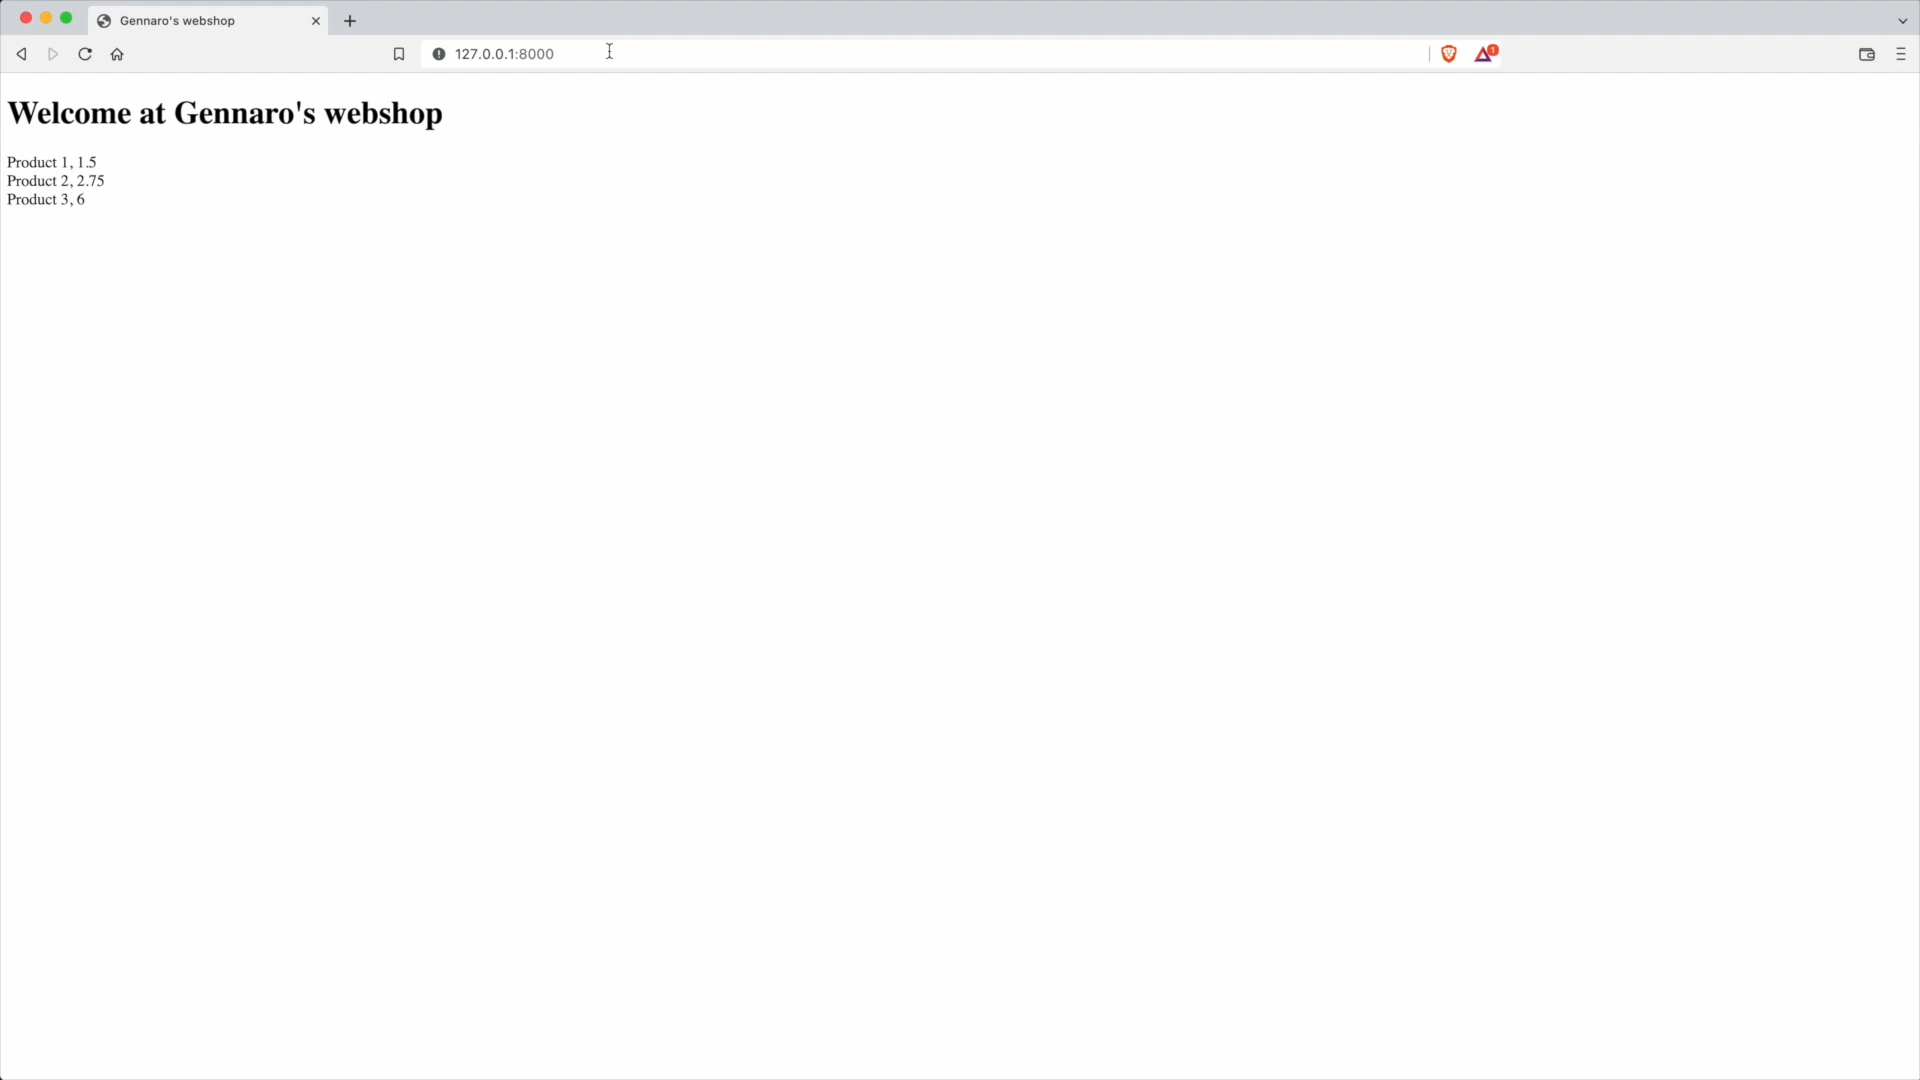 Gennaro's webshop
127.0.0.1:8000
1
Welcome at Gennaro's webshop
Product 1, 1.5
Product 2, 2.75
Product 3, 6